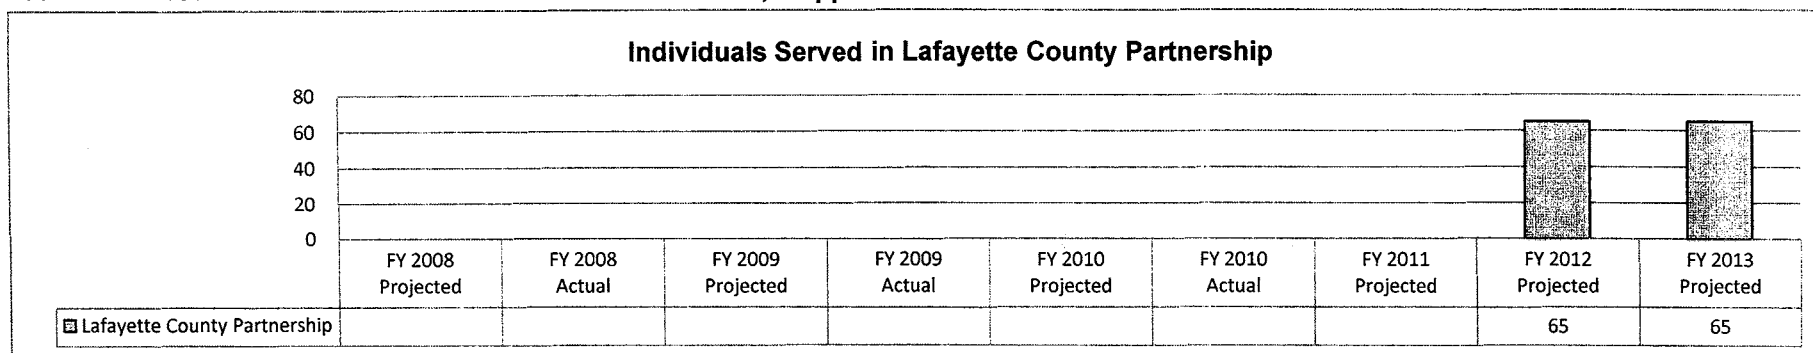 Individuals Served in Lafayette County Partnership
80
60
40
20
0
FY 2008 FY 2008 FY 2009 FY 2009 FY 2010 FY 2010 FY 2011 FY 2012 FY 2013
Projected Actual Projected Actual Projected Actual Projected Projected Projected
Lafayette County Partnership 65 65